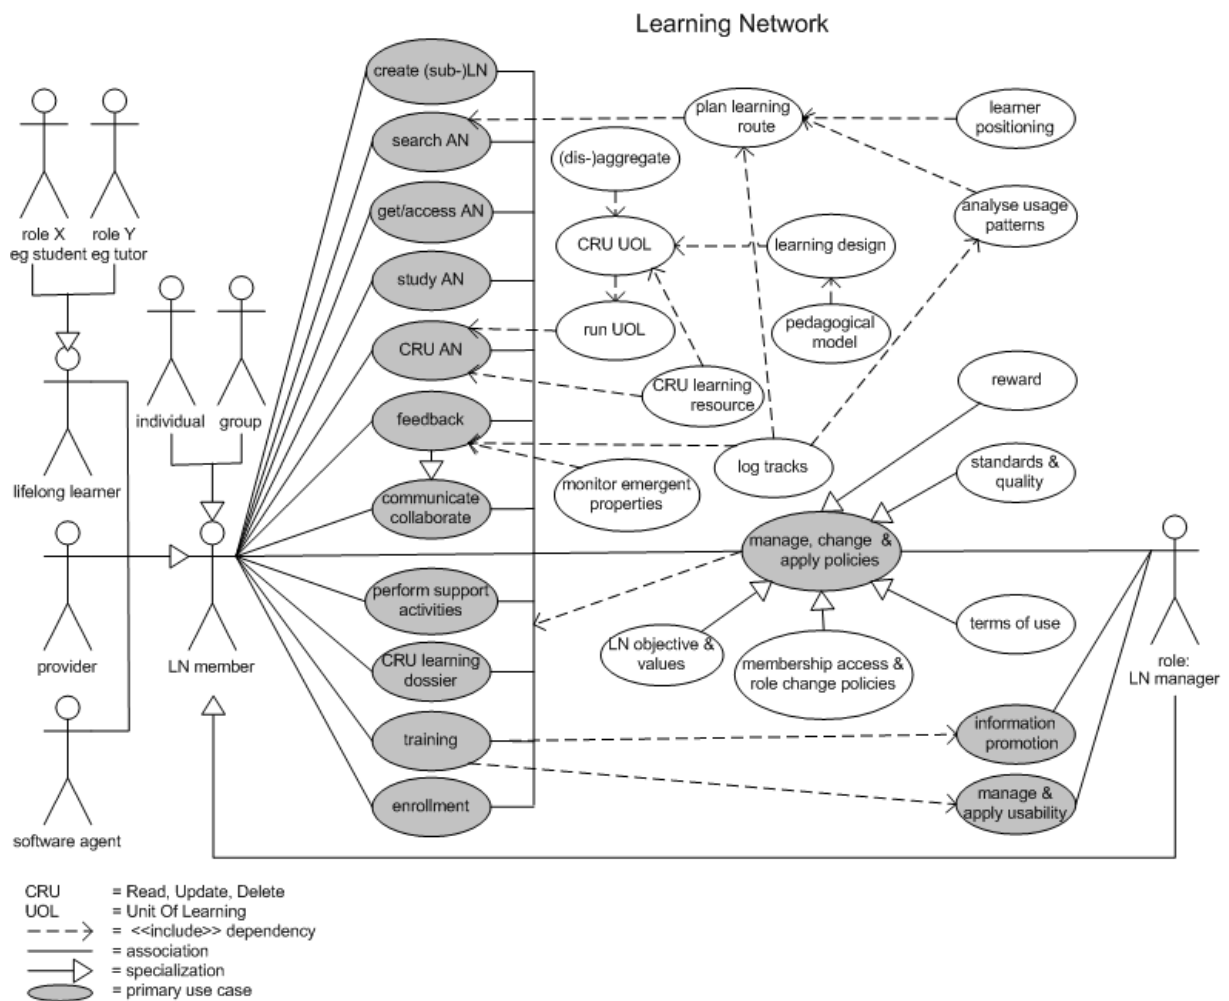 Learning Network
create (sub-)LN
search AN
get/access AN
study AN
CRU AN
feedback
communicate
collaborate
perform support
activities
CRU learning
dossier
training
enrollment
role X
eg student
role Y
eg tutor
individual
group
lifelong learner
provider
LN member
software agent
plan learning
route
learner
positioning
(dis-)aggregate
analyse usage
patterns
CRU UOL
learning design
run UOL
pedagogical
model
CRU learning
resource
reward
log tracks
monitor emergent
properties
standards &
quality
manage, change &
apply policies
LN objective &
values
membership access &
role change policies
terms of use
role:
LN manager
information
promotion
manage &
apply usability
CRU = Read, Update, Delete
UOL = Unit Of Learning
= <<include>> dependency
= association
= specialization
= primary use case